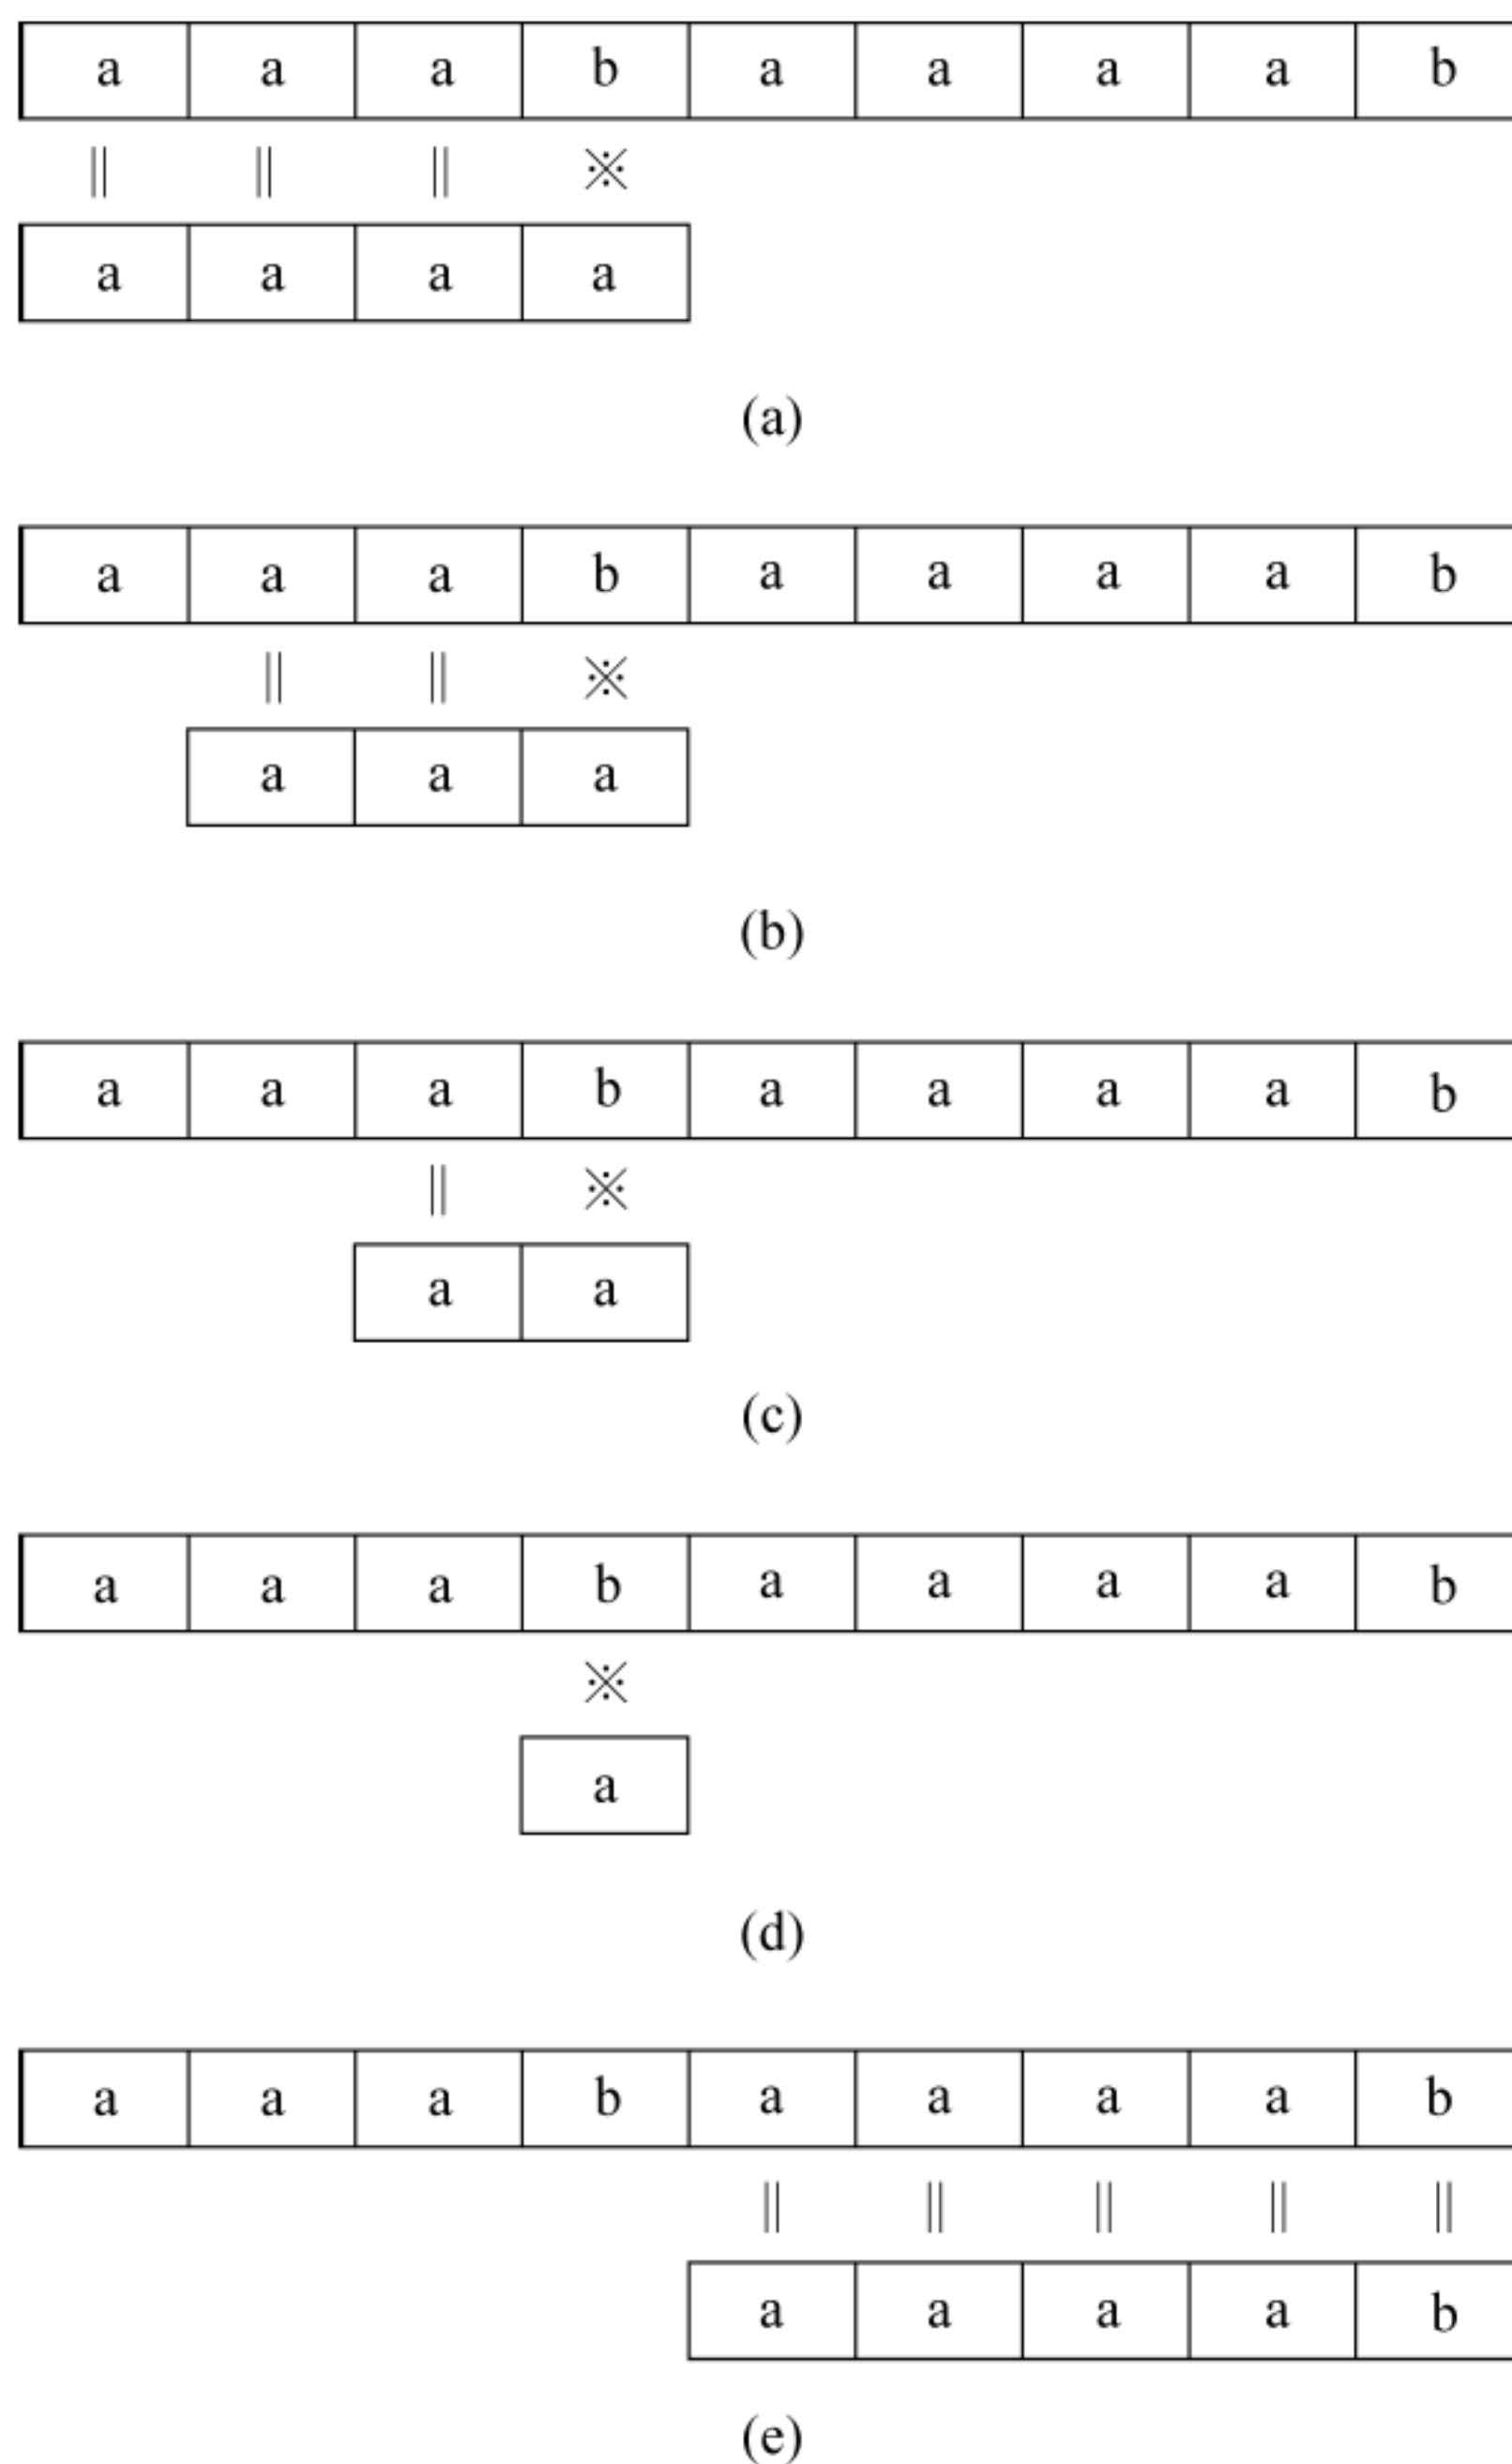 a a a b a a a a b
‖ ‖ ‖ ※
a a a a
(a)
a a a b a a a a b
‖ ‖ ※
a a a
(b)
a a a b a a a a b
‖ ※
a a
(c)
a a a b a a a a b
※
a
(d)
a a a b a a a a b
‖ ‖ ‖ ‖ ‖
a a a a b
(e)